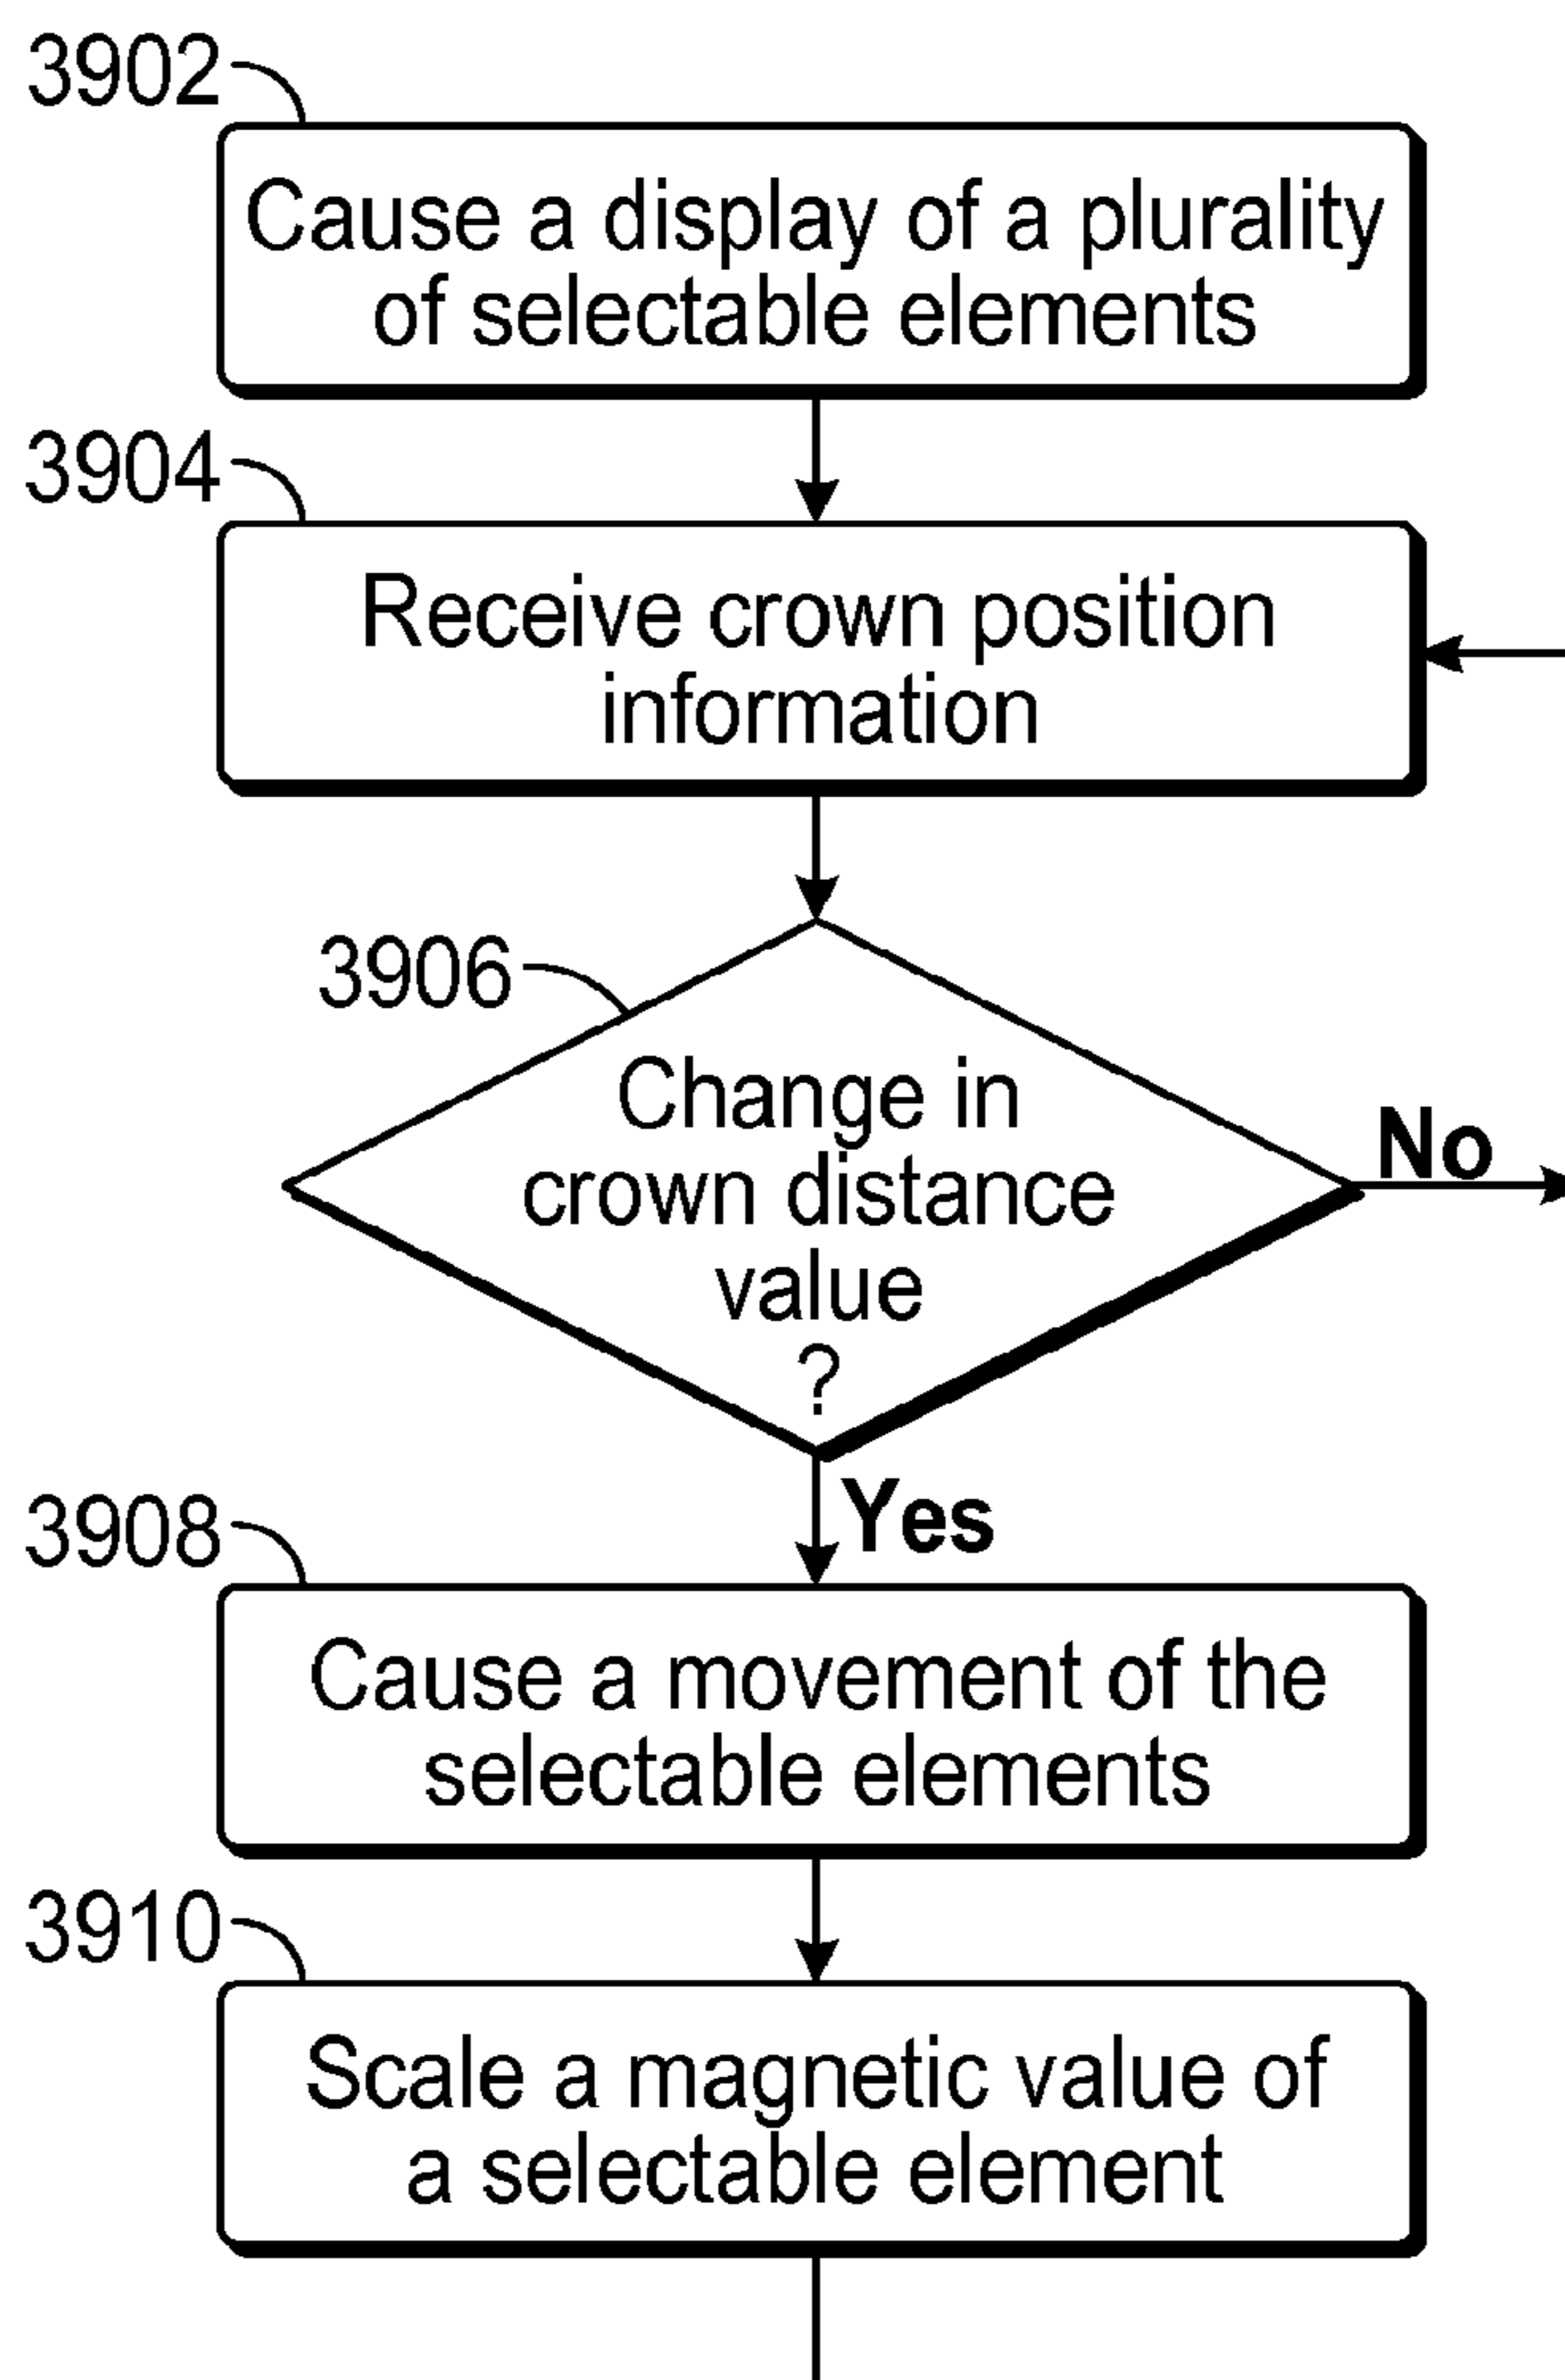 3902
Cause a display of a plurality
of selectable elements
3904
Receive crown position
information
3906
Change in
crown distance
value
?
No
Yes
3908
Cause a movement of the
selectable elements
3910
Scale a magnetic value of
a selectable element